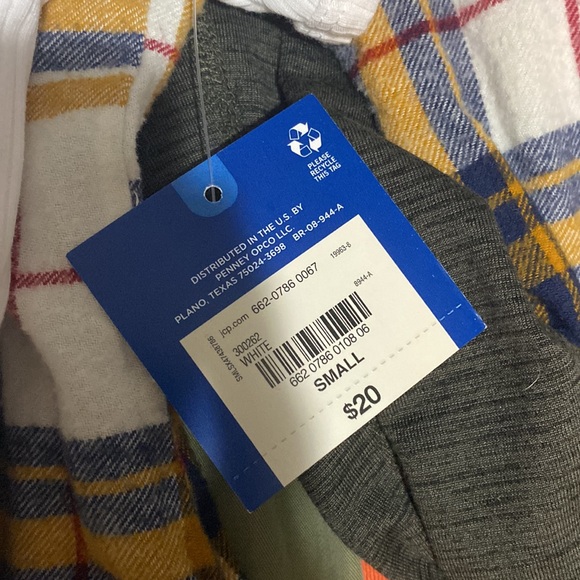 PLEASE
RECYCLE
THIS TAG
DISTRIBUTED IN THE U.S. BY
PENNEY OPCO LLC
PLANO, TEXAS 75024-3698 BR-08-944-A
19963-6
jcp.com 662-0786 0067
8944-A
300262
WHITE
662 0786 0108 06
SMALL
$20